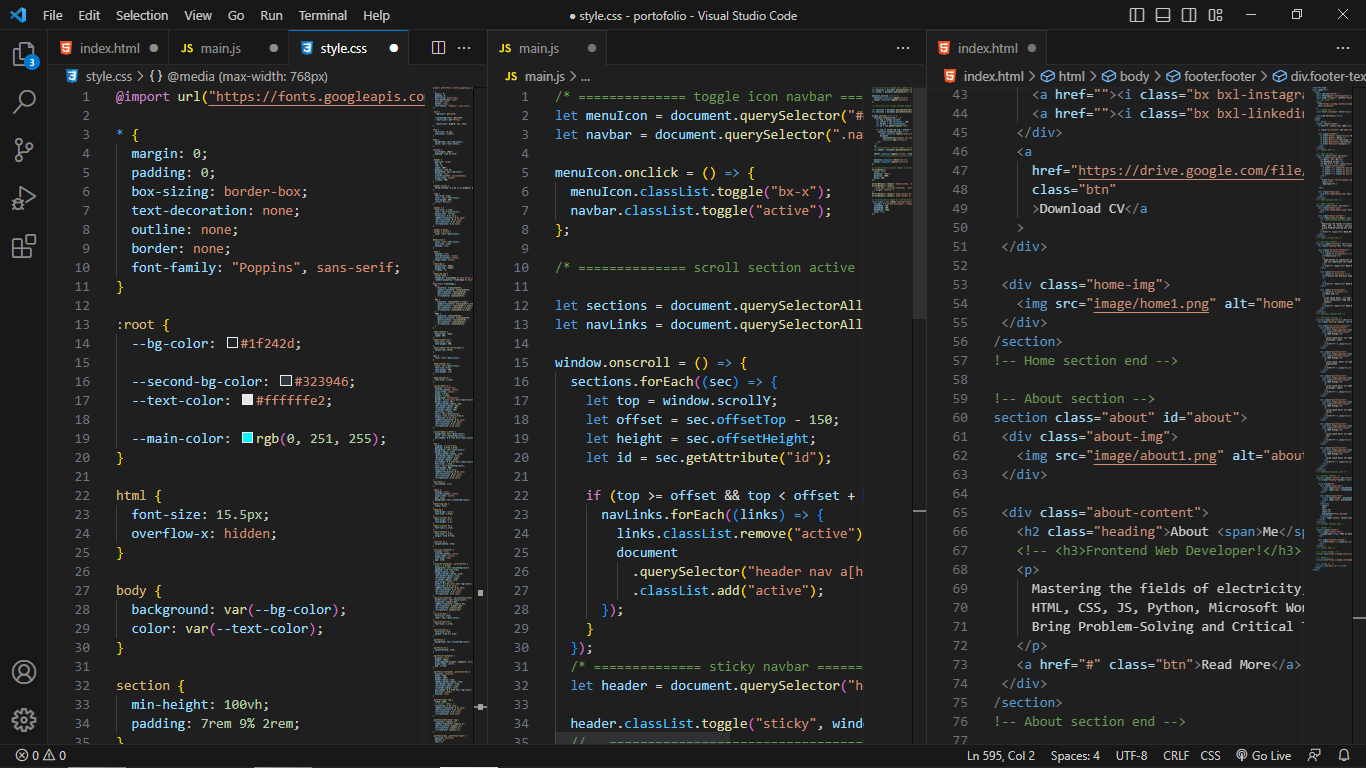 File Edit Selection View Go Run Terminal Help
● style.css - portofolio - Visual Studio Code
3
index.html
JS main.js
style.css
style.css > {} @media (max-width: 768px)
1 @import url("https://fonts.googleapis.co
2
3 * {
4 margin: 0;
5 padding: 0;
6 box-sizing: border-box;
7 text-decoration: none;
8 outline: none;
9 border: none;
10 font-family: "Poppins", sans-serif;
11 }
12
13 :root {
14 --bg-color: #1f242d;
15
16 --second-bg-color: #323946;
17 --text-color: #ffffffe2;
18
19 --main-color: rgb(0, 251, 255);
20 }
21
22 html {
23 font-size: 15.5px;
24 overflow-x: hidden;
25 }
26
27 body {
28 background: var(--bg-color);
29 color: var(--text-color);
30 }
31
32 section {
33 min-height: 100vh;
34 padding: 7rem 9% 2rem;
35 }
JS main.js
JS main.js > ...
1 /* ============= toggle icon navbar ===
2 let menuIcon = document.querySelector("#
3 let navbar = document.querySelector(".na
4
5 menuIcon.onclick = () => {
6 menuIcon.classList.toggle("bx-x");
7 navbar.classList.toggle("active");
8 };
9
10 /* ============= scroll section active
11
12 let sections = document.querySelectorAll
13 let navLinks = document.querySelectorAll
14
15 window.onscroll = () => {
16 sections.forEach((sec) => {
17 let top = window.scrollY;
18 let offset = sec.offsetTop - 150;
19 let height = sec.offsetHeight;
20 let id = sec.getAttribute("id");
21
22 if (top >= offset && top < offset +
23 navLinks.forEach((links) => {
24 links.classList.remove("active")
25 document
26 .querySelector("header nav a[h
27 .classList.add("active");
28 });
29 }
30 });
31 /* ============= sticky navbar ======
32 let header = document.querySelector("h
33
34 header.classList.toggle("sticky", windo
35
index.html
index.html > html > body > footer.footer > div.footer-tex
43 <a href=""><i class="bx bxl-instagra
44 <a href=""><i class="bx bxl-linkedin
45 </div>
46 <a
47 href="https://drive.google.com/file/
48 class="btn"
49 >Download CV</a
50 >
51 </div>
52
53 <div class="home-img">
54 <img src="image/home1.png" alt="home"
55 </div>
56 /section>
57 !-- Home section end -->
58
59 !-- About section -->
60 section class="about" id="about">
61 <div class="about-img">
62 <img src="image/about1.png" alt="abou
63 </div>
64
65 <div class="about-content">
66 <h2 class="heading">About <span>Me</sp
67 <!-- <h3>Frontend Web Developer!</h3>
68 <p>
69 Mastering the fields of electricity,
70 HTML, CSS, JS, Python, Microsoft Wor
71 Bring Problem-Solving and Critical T
72 </p>
73 <a href="#" class="btn">Read More</a>
74 </div>
75 /section>
76 !-- About section end -->
77
0 0 Ln 595, Col 2 Spaces: 4 UTF-8 CRLF CSS Go Live